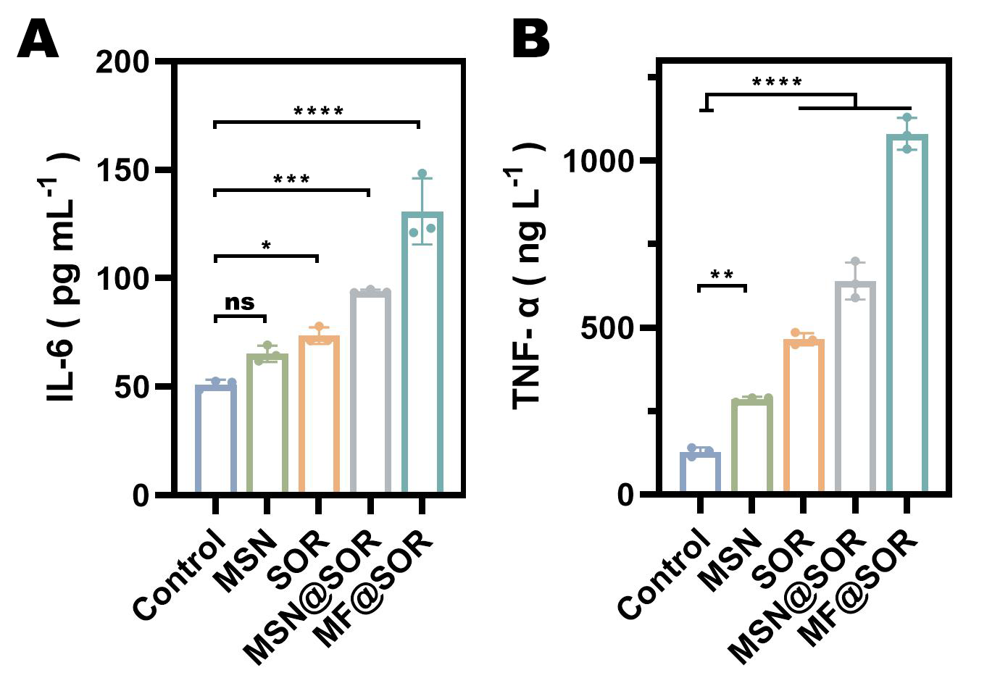 A
200
150
100
50
0
IL-6 ( pg mL-1 )
****
***
*
ns
Control
MSN
SOR
MSN@SOR
MF@SOR
B
1000
500
0
TNF- α ( ng L-1 )
****
**
Control
MSN
SOR
MSN@SOR
MF@SOR